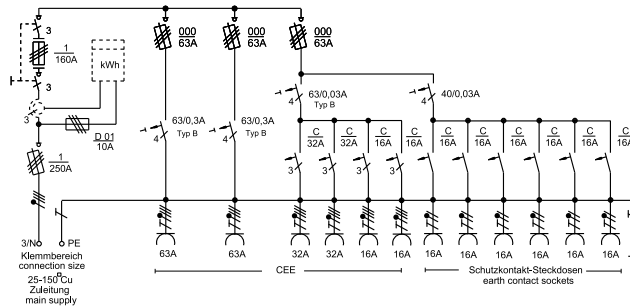 3
000
63A
000
63A
000
63A
1
160A
kWh
3
3
D 01
10A
1
250A
63/0,3A
Typ B
4
63/0,3A
Typ B
4
63/0,03A
Typ B
4
40/0,03A
4
C
32A
C
32A
C
16A
C
16A
C
16A
C
16A
C
16A
C
16A
C
16A
3
3
3
3
3/N
PE
Klemmbereich
connection size
25-150 Cu
Zuleitung
main supply
63A
63A
32A
32A
16A
16A
16A
16A
16A
16A
16A
16A
CEE
Schutzkontakt-Steckdosen
earth contact sockets